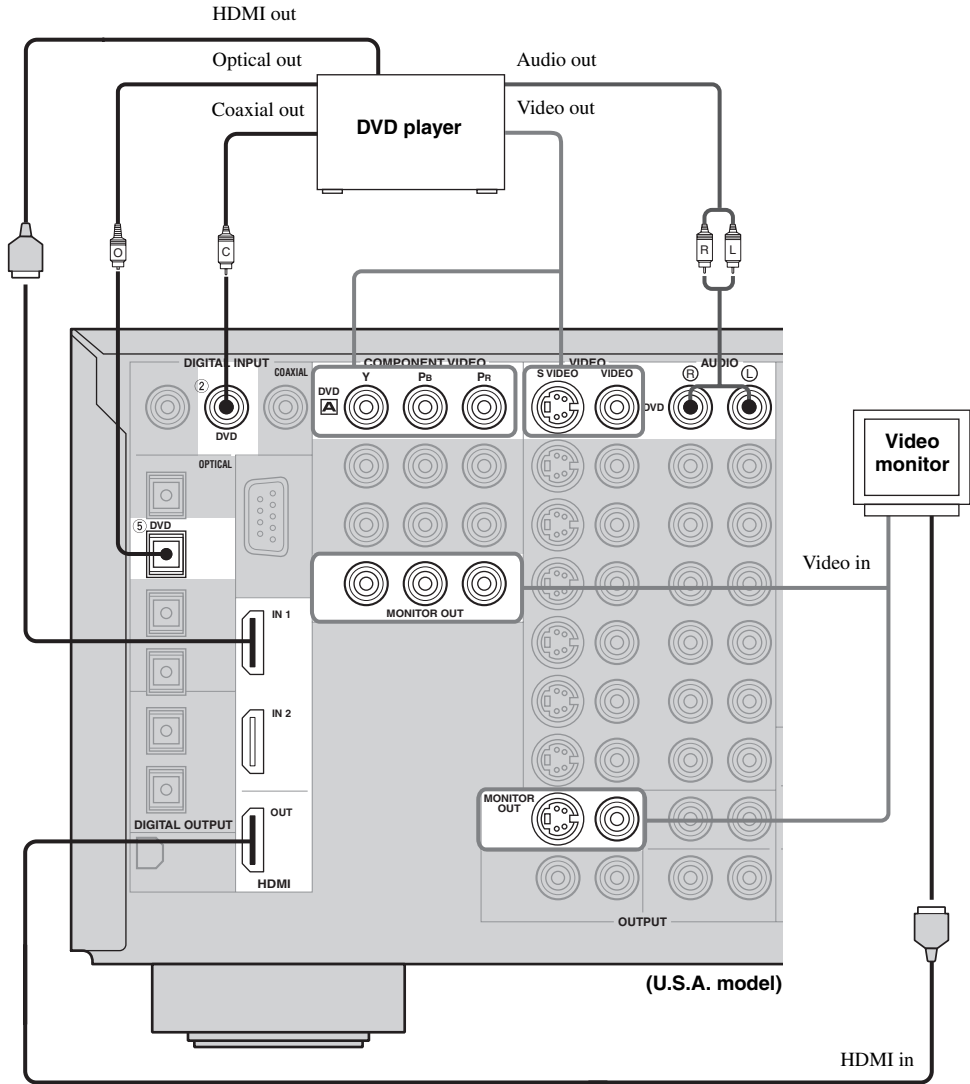 HDMI out
Optical out
Audio out
Coaxial out
Video out
DVD player
O
C
R
L
DIGITAL INPUT
COMPONENT VIDEO
VIDEO
AUDIO
COAXIAL
Y
PB
PR
S VIDEO
VIDEO
R
L
2
DVD
A
DVD
DVD
OPTICAL
Video
monitor
5 DVD
Video in
MONITOR OUT
IN 1
IN 2
MONITOR
OUT
OUT
DIGITAL OUTPUT
HDMI
OUTPUT
(U.S.A. model)
HDMI in